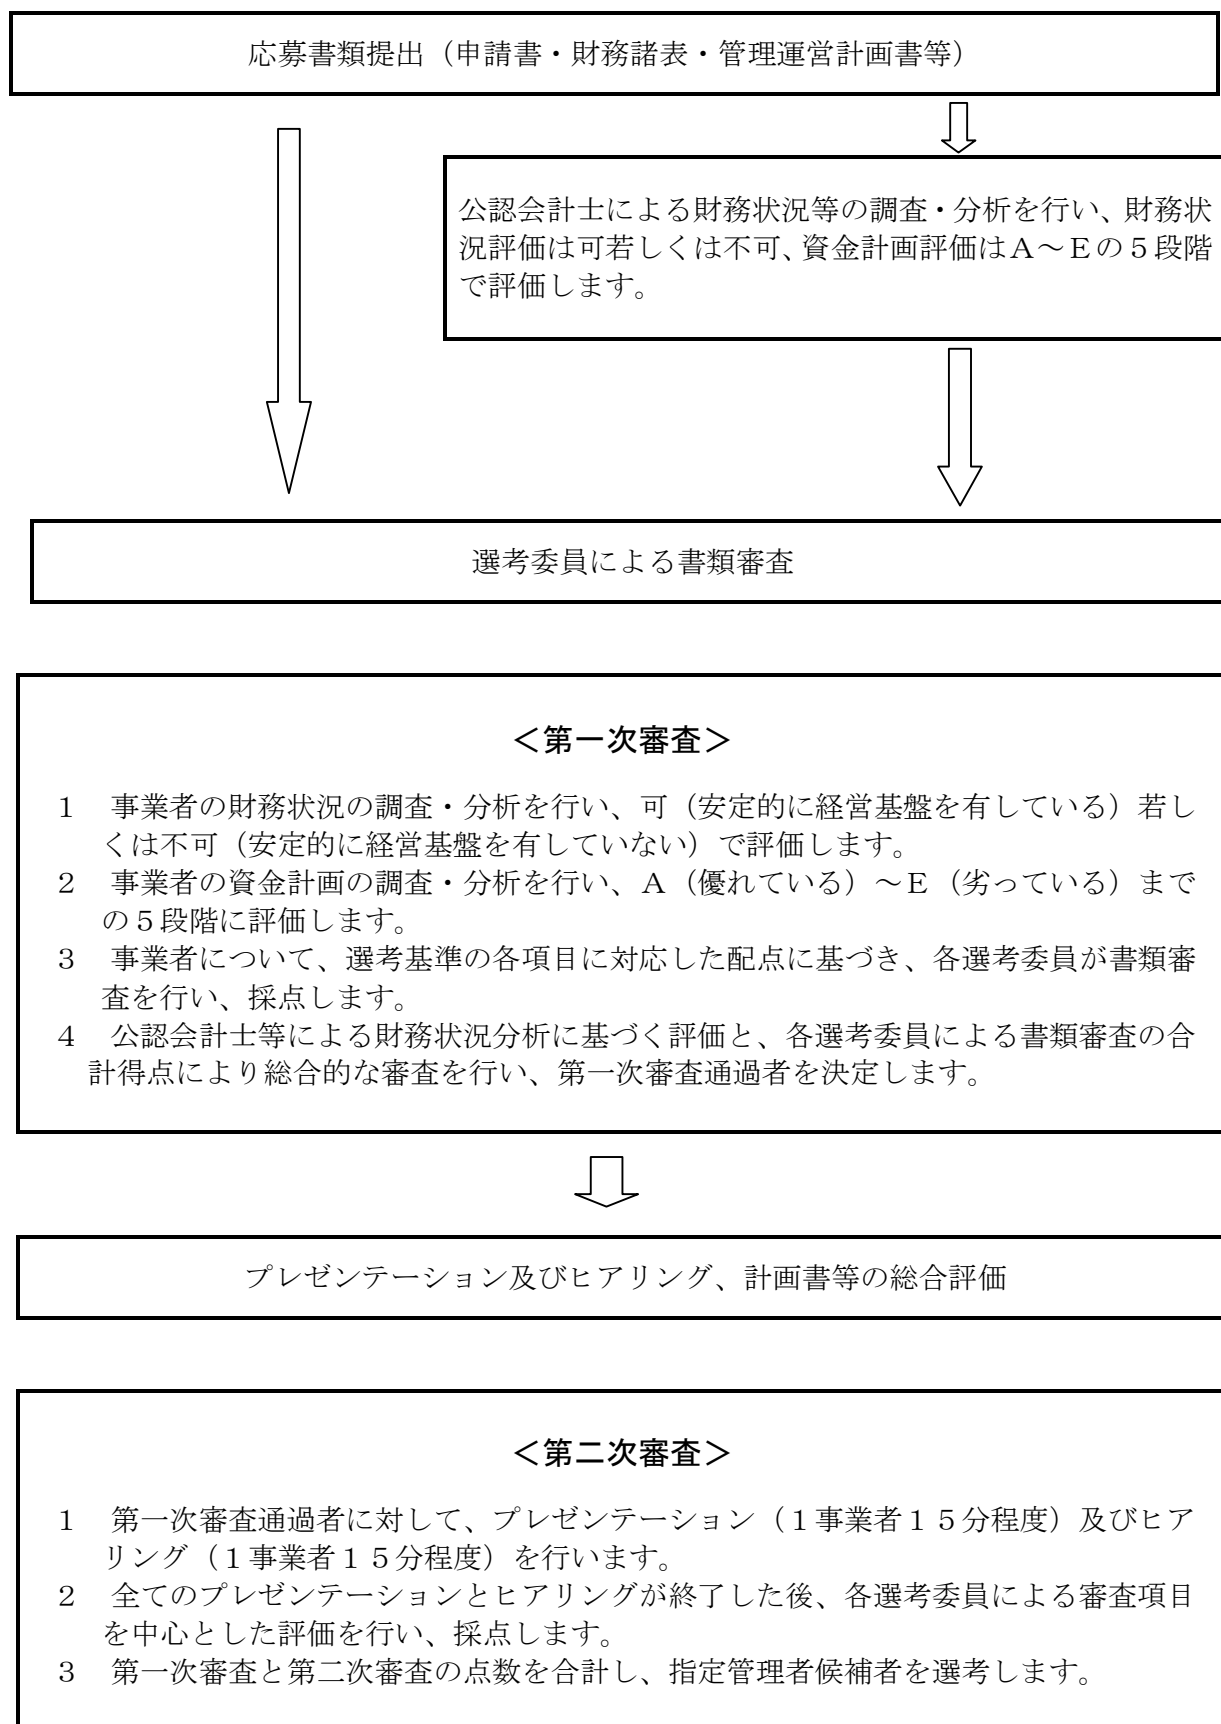 応募書類提出（申請書・財務諸表・管理運営計画書等）
公認会計士による財務状況等の調査・分析を行い、財務状
況評価は可若しくは不可、資金計画評価はＡ～Ｅの５段階
で評価します。
選考委員による書類審査
＜第一次審査＞
１　事業者の財務状況の調査・分析を行い、可（安定的に経営基盤を有している）若し
くは不可（安定的に経営基盤を有していない）で評価します。
２　事業者の資金計画の調査・分析を行い、Ａ（優れている）～Ｅ（劣っている）まで
の５段階に評価します。
３　事業者について、選考基準の各項目に対応した配点に基づき、各選考委員が書類審
査を行い、採点します。
４　公認会計士等による財務状況分析に基づく評価と、各選考委員による書類審査の合
計得点により総合的な審査を行い、第一次審査通過者を決定します。
プレゼンテーション及びヒアリング、計画書等の総合評価
＜第二次審査＞
１　第一次審査通過者に対して、プレゼンテーション（１事業者１５分程度）及びヒア
リング（１事業者１５分程度）を行います。
２　全てのプレゼンテーションとヒアリングが終了した後、各選考委員による審査項目
を中心とした評価を行い、採点します。
３　第一次審査と第二次審査の点数を合計し、指定管理者候補者を選考します。